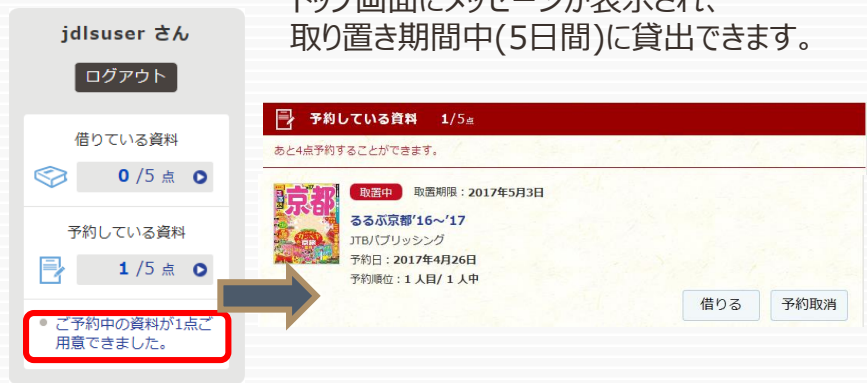 トップ画面にメッセージが表示され、
取り置き期間中(5日間)に貸出できます。
jdlsuser さん
ログアウト
借りている資料
0 /5 点
予約している資料
1 /5 点
ご予約中の資料が1点ご
用意できました。
予約している資料 1/5点
あと4点予約することができます。
京都
取置中 取置期限：2017年5月3日
るるぶ京都'16～'17
JTBパブリッシング
予約日：2017年4月26日
予約順位：1 人目/ 1 人中
借りる 予約取消